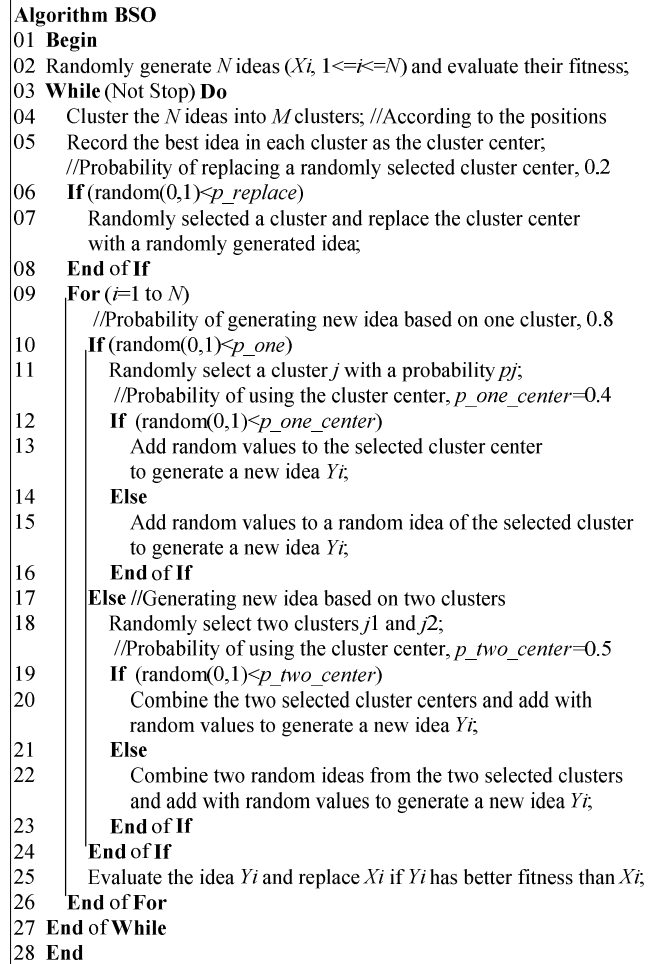 Algorithm BSO
01 Begin
02 Randomly generate N ideas (Xi, 1<=i<=N) and evaluate their fitness;
03 While (Not Stop) Do
04 Cluster the N ideas into M clusters; //According to the positions
05 Record the best idea in each cluster as the cluster center;
//Probability of replacing a randomly selected cluster center, 0.2
06 If (random(0,1)<p_replace)
07 Randomly selected a cluster and replace the cluster center
with a randomly generated idea;
08 End of If
09 For (i=1 to N)
//Probability of generating new idea based on one cluster, 0.8
10 If (random(0,1)<p_one)
11 Randomly select a cluster j with a probability pj;
//Probability of using the cluster center, p_one_center=0.4
12 If (random(0,1)<p_one_center)
13 Add random values to the selected cluster center
to generate a new idea Yi;
14 Else
15 Add random values to a random idea of the selected cluster
to generate a new idea Yi;
16 End of If
17 Else //Generating new idea based on two clusters
18 Randomly select two clusters j1 and j2;
//Probability of using the cluster center, p_two_center=0.5
19 If (random(0,1)<p_two_center)
20 Combine the two selected cluster centers and add with
random values to generate a new idea Yi;
21 Else
22 Combine two random ideas from the two selected clusters
and add with random values to generate a new idea Yi;
23 End of If
24 End of If
25 Evaluate the idea Yi and replace Xi if Yi has better fitness than Xi;
26 End of For
27 End of While
28 End